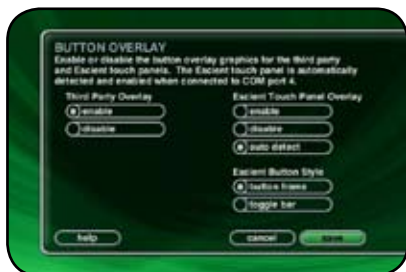 BUTTON OVERLAY
Enable or disable the button overlay graphics for the third party
and Escient touch panels. The Escient touch panel is automatically
detected and enabled when connected to COM port 4.
Third Party Overlay
enable
disable
Escient Touch Panel Overlay
enable
disable
auto detect
Escient Button Style
button frame
toggle bar
help
cancel
save